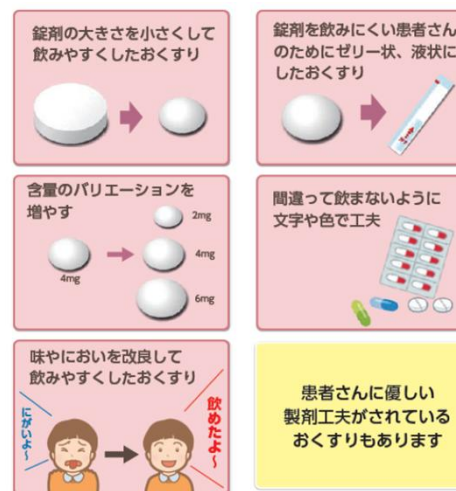 錠剤の大きさを小さくして
飲みやすくしたおくすり
錠剤を飲みにくい患者さん
のためにゼリー状、液状に
したおくすり
含量のバリエーションを
増やす
4mg
2mg
4mg
6mg
間違って飲まないように
文字や色で工夫
味やにおいを改良して
飲みやすくしたおくすり
にがいよ～
飲めたよ～
患者さんに優しい
製剤工夫がされている
おくすりもあります